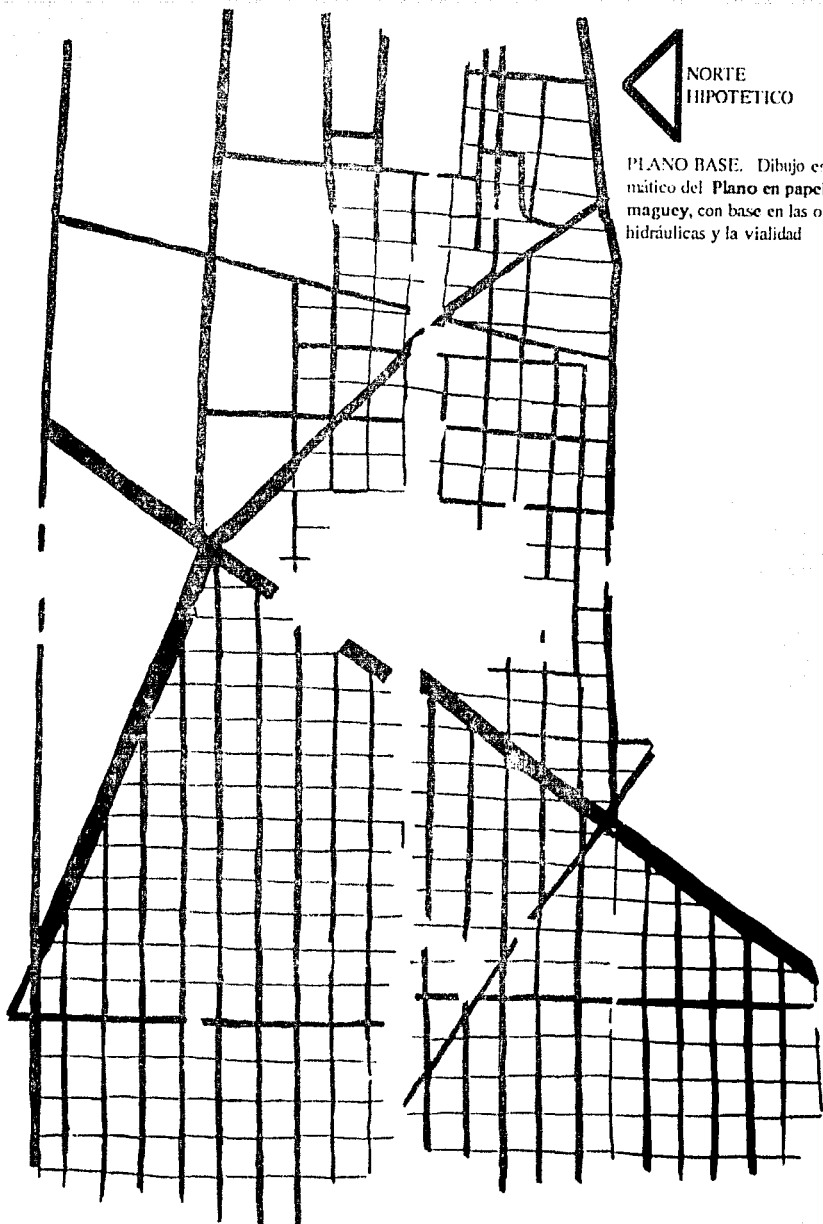 NORTE
HIPOTETICO
PLANO BASE. Dibujo es
mático del Plano en papel
maguey, con base en las o
hidráulicas y la vialidad